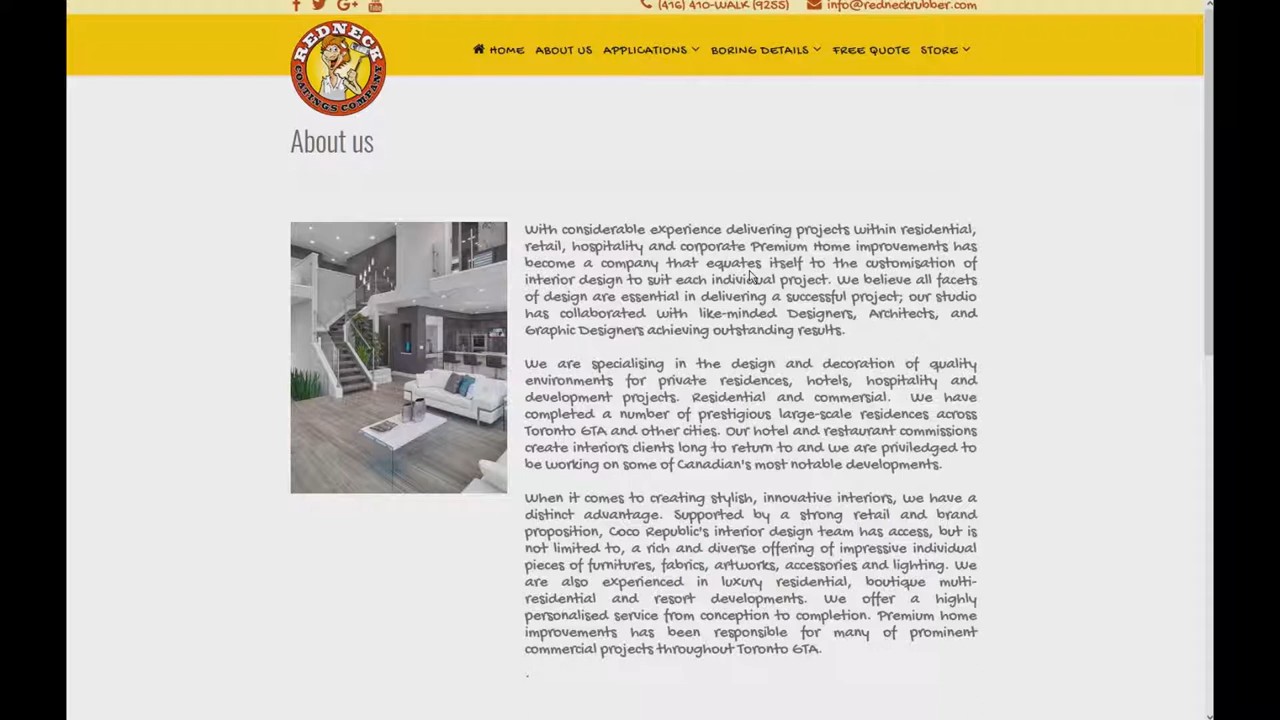 (416) 410-WALK (9255) info@redneckrubber.com
REDNECK
COATINGS COMPANY
HOME ABOUT US APPLICATIONS BORING DETAILS FREE QUOTE STORE
About us
With considerable experience delivering projects within residential,
retail, hospitality and corporate Premium Home improvements has
become a company that equates itself to the customisation of
interior design to suit each individual project. We believe all facets
of design are essential in delivering a successful project; our studio
has collaborated with like-minded Designers, Architects, and
Graphic Designers achieving outstanding results.
We are specialising in the design and decoration of quality
environments for private residences, hotels, hospitality and
development projects. Residential and commersial. We have
completed a number of prestigious large-scale residences across
Toronto GTA and other cities. Our hotel and restaurant commissions
create interiors clients long to return to and we are priviledged to
be working on some of Canadian's most notable developments.
When it comes to creating stylish, innovative interiors, we have a
distinct advantage. Supported by a strong retail and brand
proposition, Coco Republic's interior design team has access, but is
not limited to, a rich and diverse offering of impressive individual
pieces of furnitures, fabrics, artworks, accessories and lighting. We
are also experienced in luxury residential, boutique multi-
residential and resort developments. We offer a highly
personalised service from conception to completion. Premium home
improvements has been responsible for many of prominent
commercial projects throughout Toronto GTA.
.